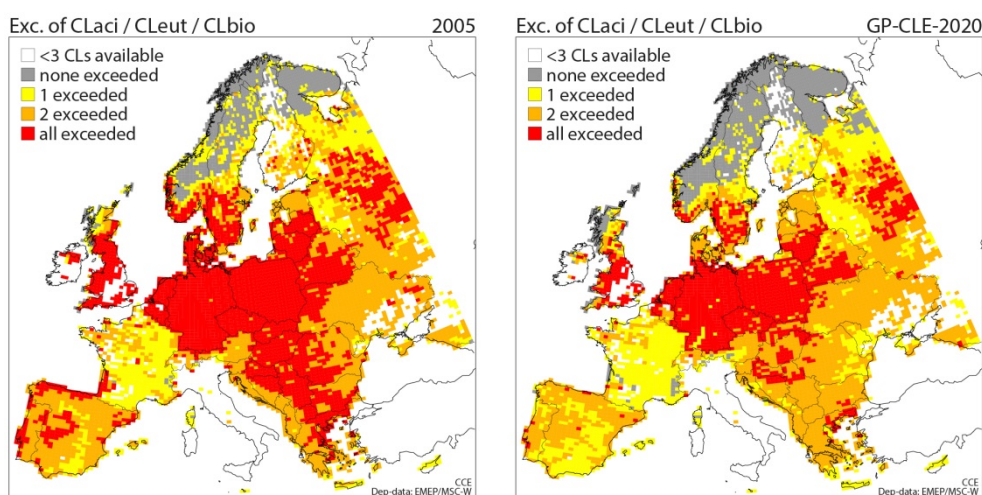 Exc. of CLaci / CLeut / CLbio 2005
<3 CLs available
none exceeded
1 exceeded
2 exceeded
all exceeded
CCE
Dep-data: EMEP/MSC-W
Exc. of CLaci / CLeut / CLbio GP-CLE-2020
<3 CLs available
none exceeded
1 exceeded
2 exceeded
all exceeded
CCE
Dep-data: EMEP/MSC-W